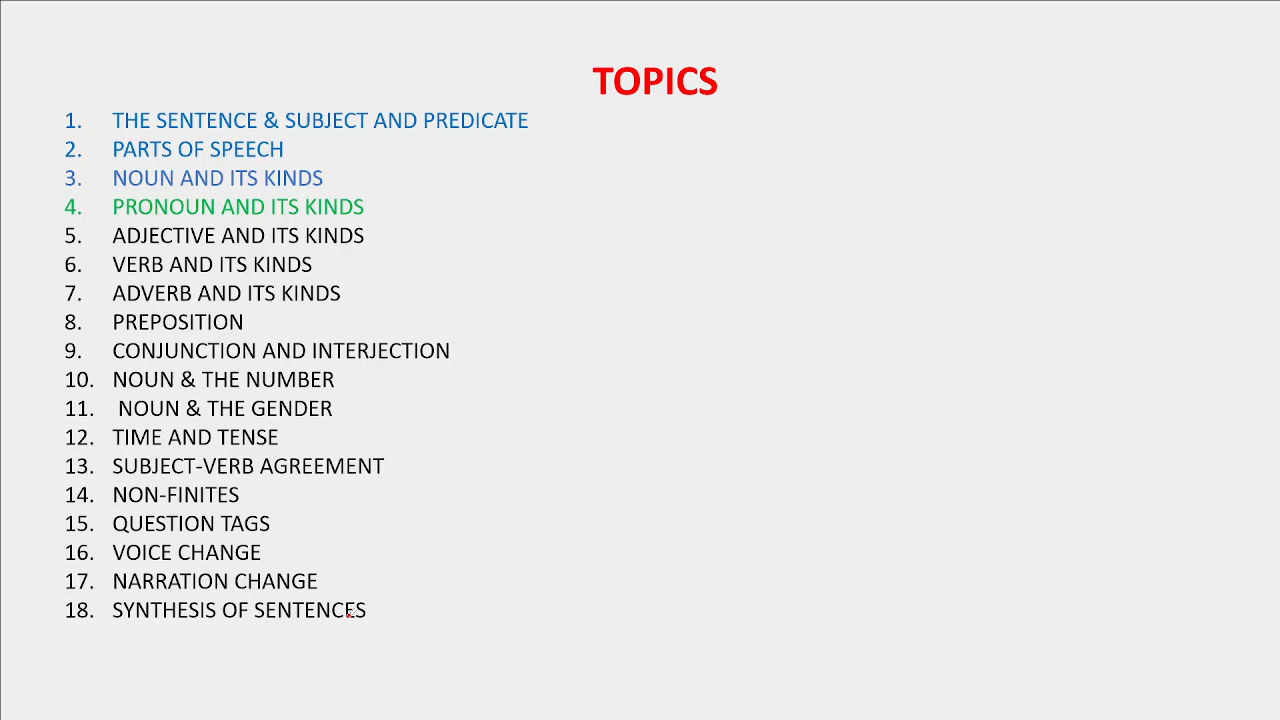 TOPICS
1. THE SENTENCE & SUBJECT AND PREDICATE
2. PARTS OF SPEECH
3. NOUN AND ITS KINDS
4. PRONOUN AND ITS KINDS
5. ADJECTIVE AND ITS KINDS
6. VERB AND ITS KINDS
7. ADVERB AND ITS KINDS
8. PREPOSITION
9. CONJUNCTION AND INTERJECTION
10. NOUN & THE NUMBER
11. NOUN & THE GENDER
12. TIME AND TENSE
13. SUBJECT-VERB AGREEMENT
14. NON-FINITES
15. QUESTION TAGS
16. VOICE CHANGE
17. NARRATION CHANGE
18. SYNTHESIS OF SENTENCES